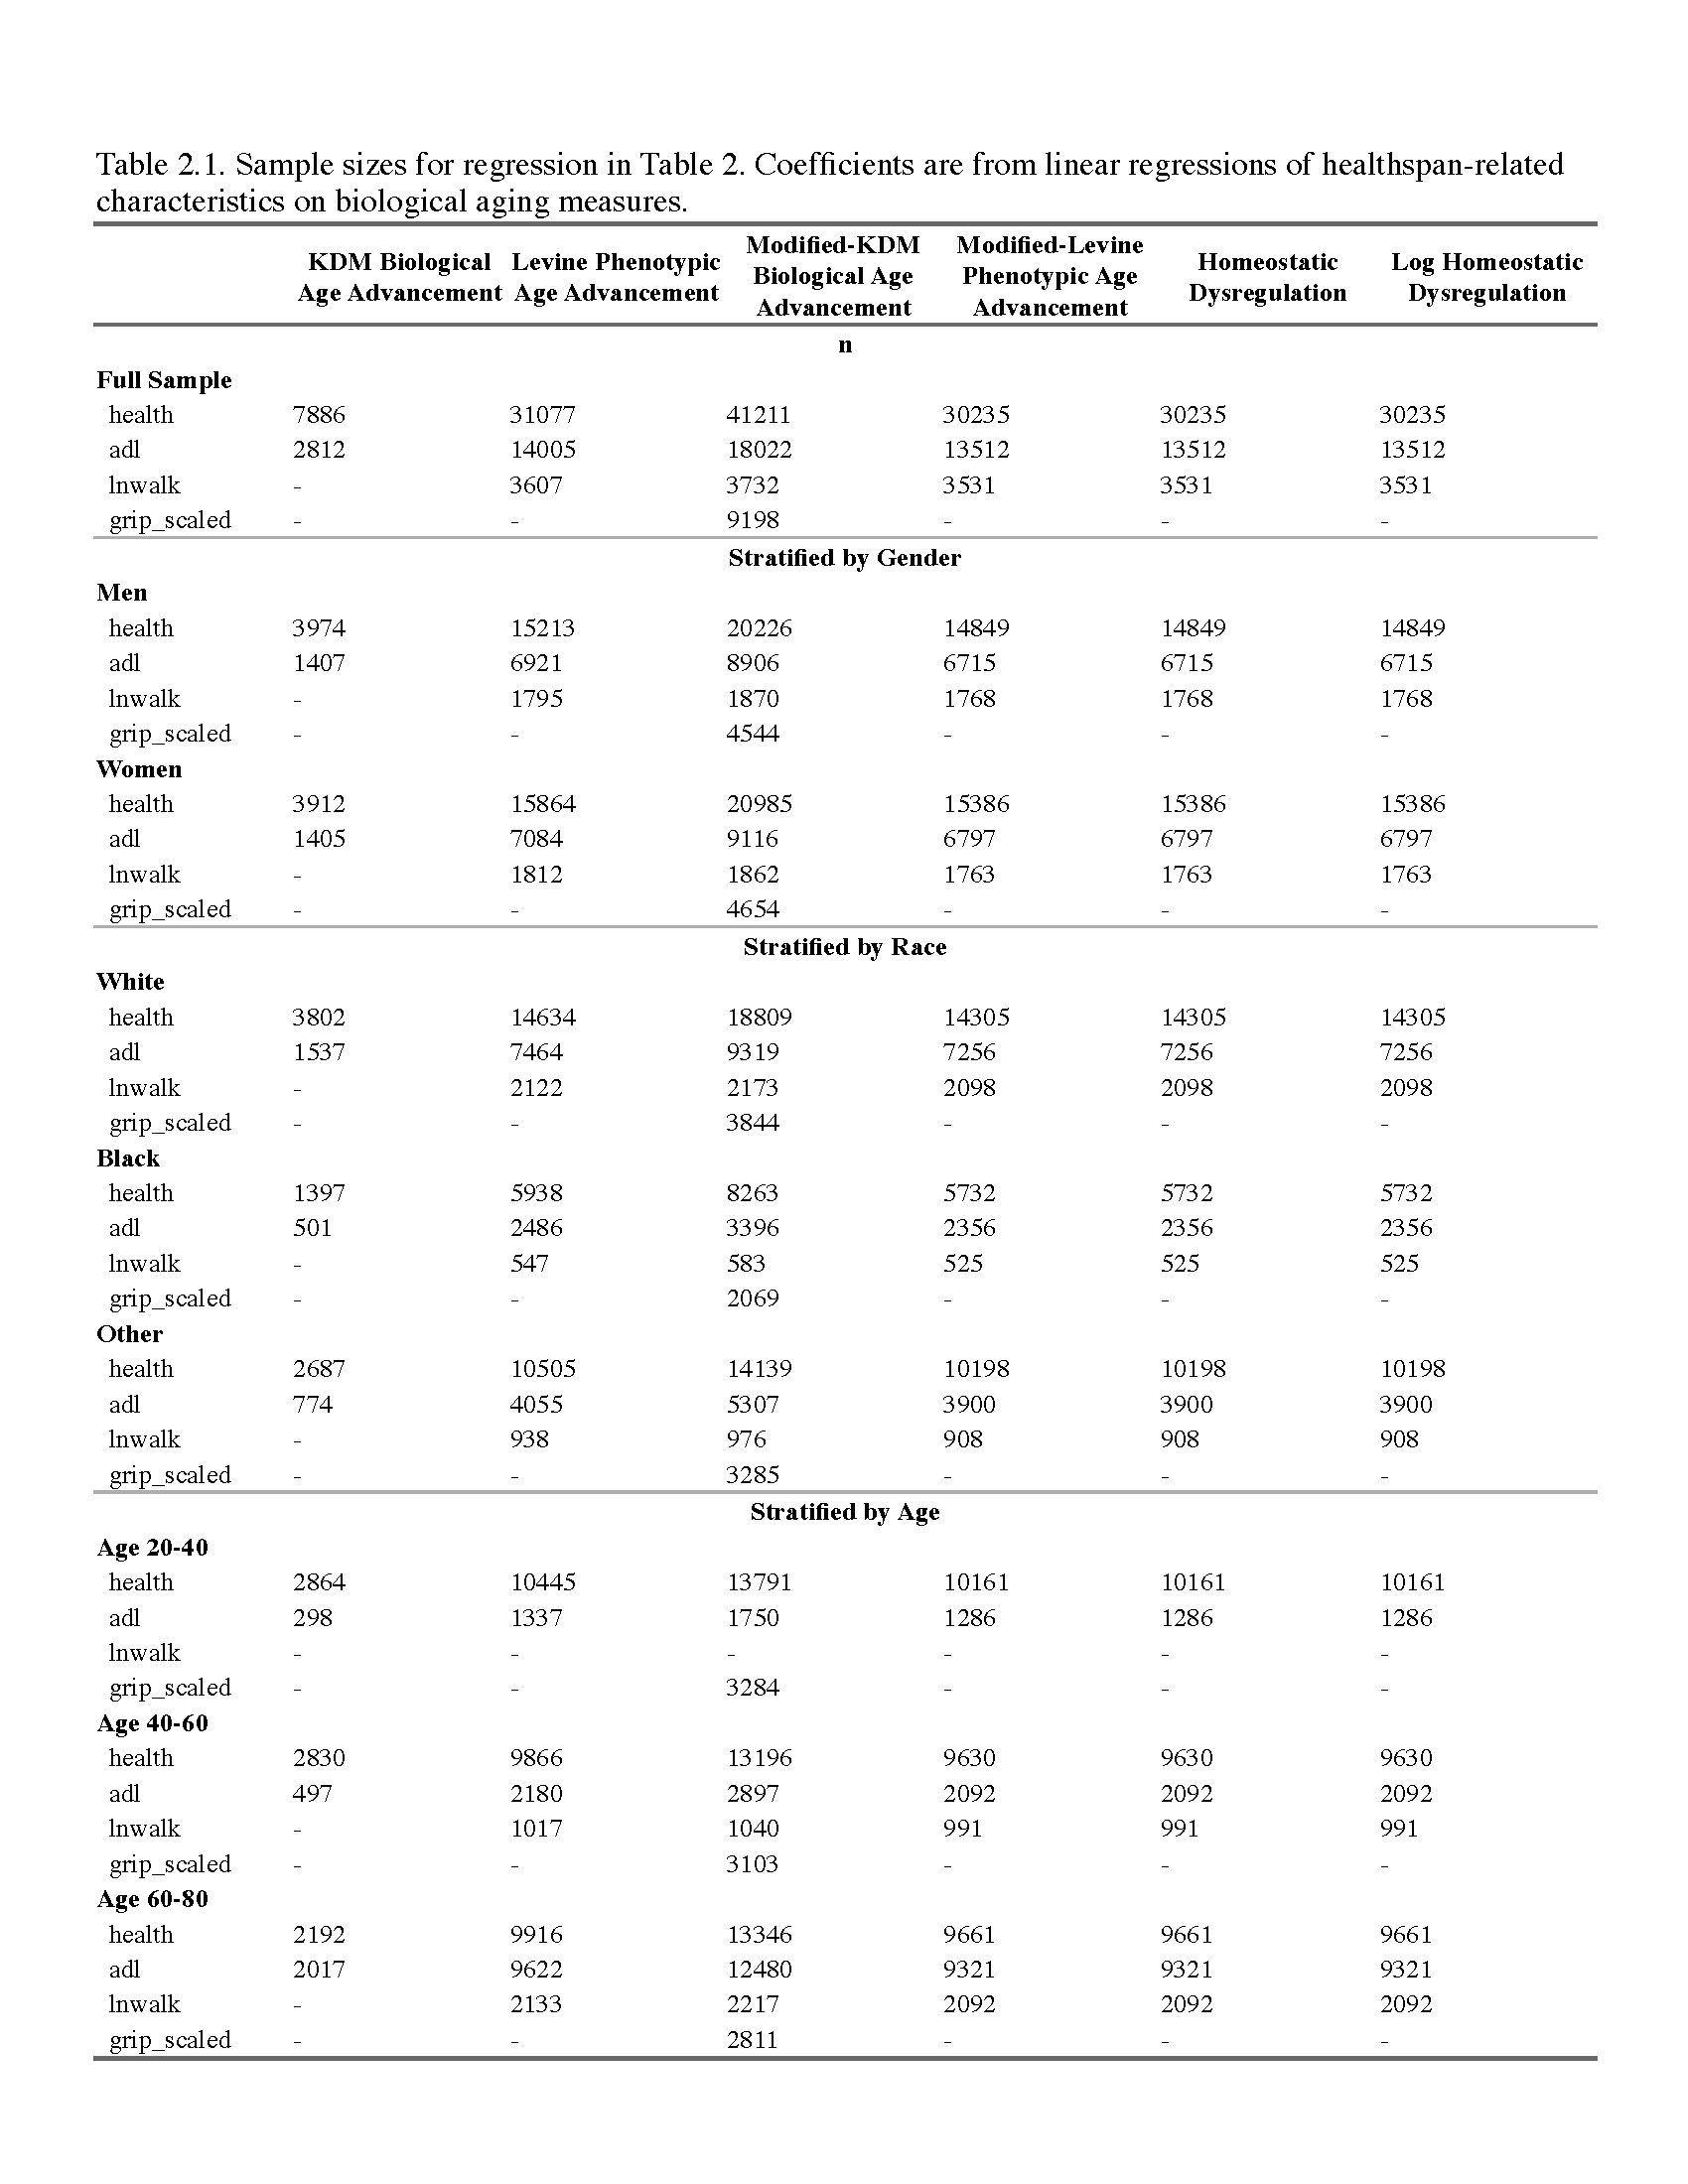 Table 2.1. Sample sizes for regression in Table 2. Coefficients are from linear regressions of healthspan-related
characteristics on biological aging measures.
KDM Biological Age Advancement Levine Phenotypic Age Advancement Modified-KDM Biological Age Advancement Modified-Levine Phenotypic Age Advancement Homeostatic Dysregulation Log Homeostatic Dysregulation
n
Full Sample
health 7886 31077 41211 30235 30235 30235
adl 2812 14005 18022 13512 13512 13512
lnwalk - 3607 3732 3531 3531 3531
grip_scaled - - 9198 - - -
Stratified by Gender
Men
health 3974 15213 20226 14849 14849 14849
adl 1407 6921 8906 6715 6715 6715
lnwalk - 1795 1870 1768 1768 1768
grip_scaled - - 4544 - - -
Women
health 3912 15864 20985 15386 15386 15386
adl 1405 7084 9116 6797 6797 6797
lnwalk - 1812 1862 1763 1763 1763
grip_scaled - - 4654 - - -
Stratified by Race
White
health 3802 14634 18809 14305 14305 14305
adl 1537 7464 9319 7256 7256 7256
lnwalk - 2122 2173 2098 2098 2098
grip_scaled - - 3844 - - -
Black
health 1397 5938 8263 5732 5732 5732
adl 501 2486 3396 2356 2356 2356
lnwalk - 547 583 525 525 525
grip_scaled - - 2069 - - -
Other
health 2687 10505 14139 10198 10198 10198
adl 774 4055 5307 3900 3900 3900
lnwalk - 938 976 908 908 908
grip_scaled - - 3285 - - -
Stratified by Age
Age 20-40
health 2864 10445 13791 10161 10161 10161
adl 298 1337 1750 1286 1286 1286
lnwalk - - - - - -
grip_scaled - - 3284 - - -
Age 40-60
health 2830 9866 13196 9630 9630 9630
adl 497 2180 2897 2092 2092 2092
lnwalk - 1017 1040 991 991 991
grip_scaled - - 3103 - - -
Age 60-80
health 2192 9916 13346 9661 9661 9661
adl 2017 9622 12480 9321 9321 9321
lnwalk - 2133 2217 2092 2092 2092
grip_scaled - - 2811 - - -